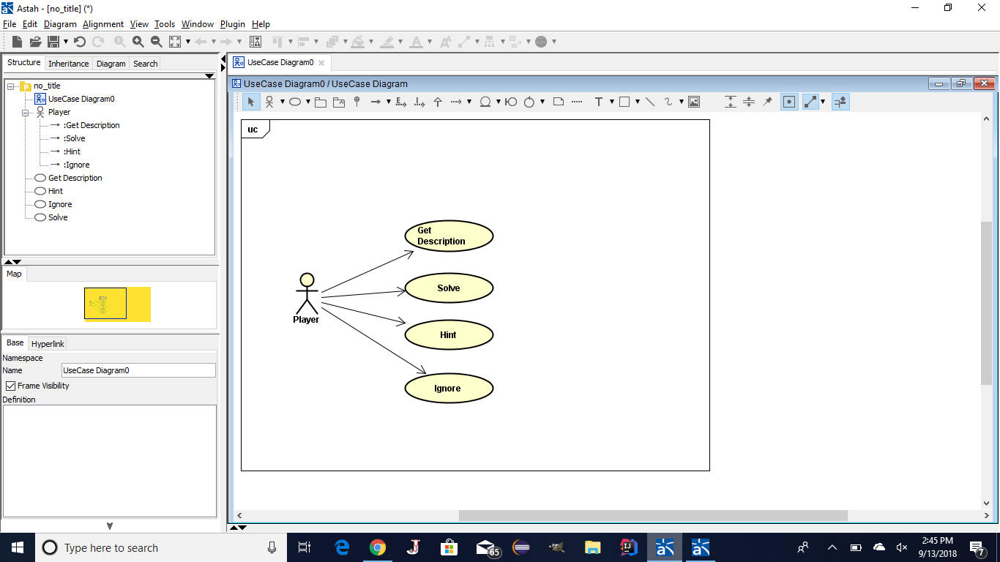 Astah - [no_title] (*)
File Edit Diagram Alignment View Tools Window Plugin Help
Structure Inheritance Diagram Search
no_title
UseCase Diagram0
Player
:Get Description
:Solve
:Hint
:Ignore
Get Description
Hint
Ignore
Solve
Map
Base Hyperlink
Namespace
Name UseCase Diagram0
Frame Visibility
Definition
UseCase Diagram0
UseCase Diagram0 / UseCase Diagram
T
uc
Get
Description
Solve
Hint
Ignore
Player
Type here to search
65
2:45 PM
9/13/2018
7